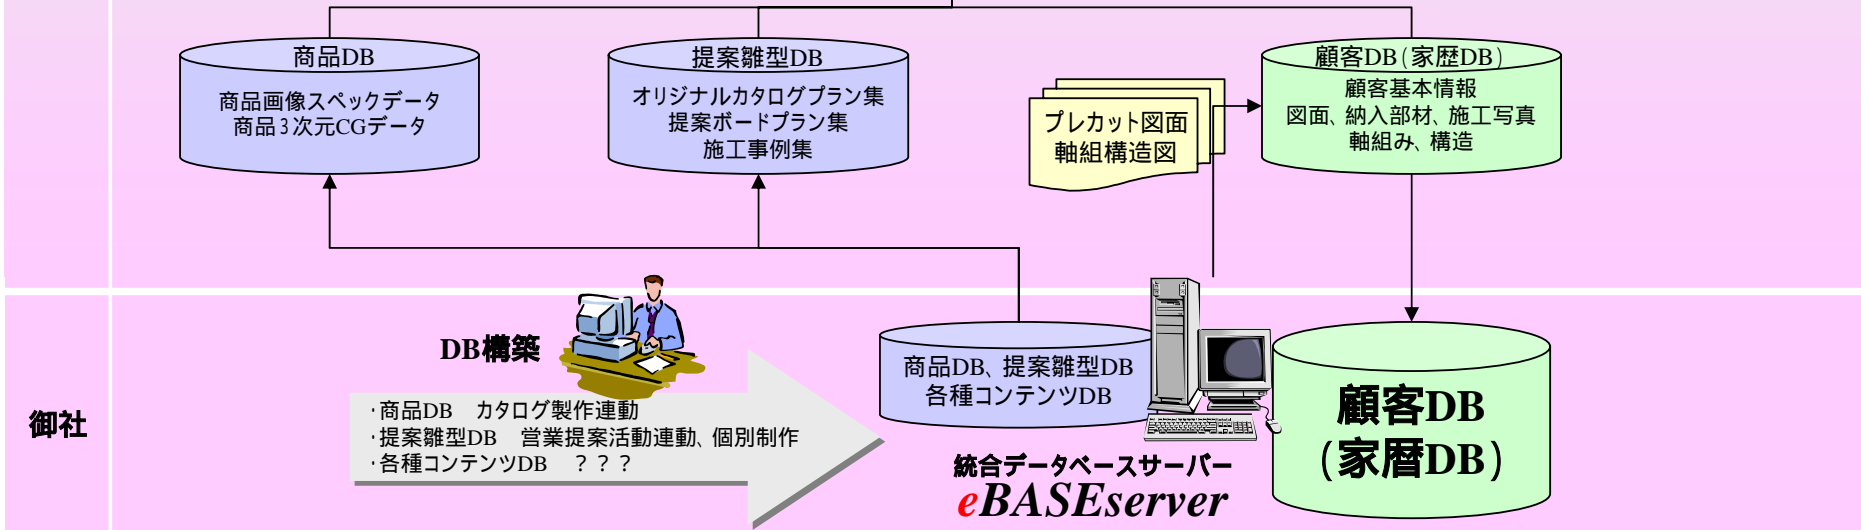 商品DB
商品画像スペックデータ
商品3次元CGデータ
提案雛型DB
オリジナルカタログプラン集
提案ボードプラン集
施工事例集
プレカット図面
軸組構造図
顧客DB(家歴DB)
顧客基本情報
図面、納入部材、施工写真
軸組み、構造
御社
DB構築
・商品DB　カタログ製作連動
・提案雛型DB　営業提案活動連動、個別制作
・各種コンテンツDB　？？？
商品DB、提案雛型DB
各種コンテンツDB
統合データベースサーバー
eBASEserver
顧客DB
(家暦DB)